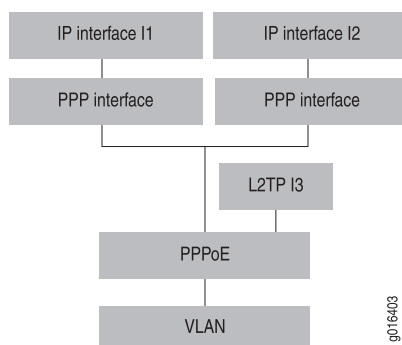 IP interface I1
IP interface I2
PPP interface
PPP interface
L2TP I3
PPPoE
VLAN
g016403